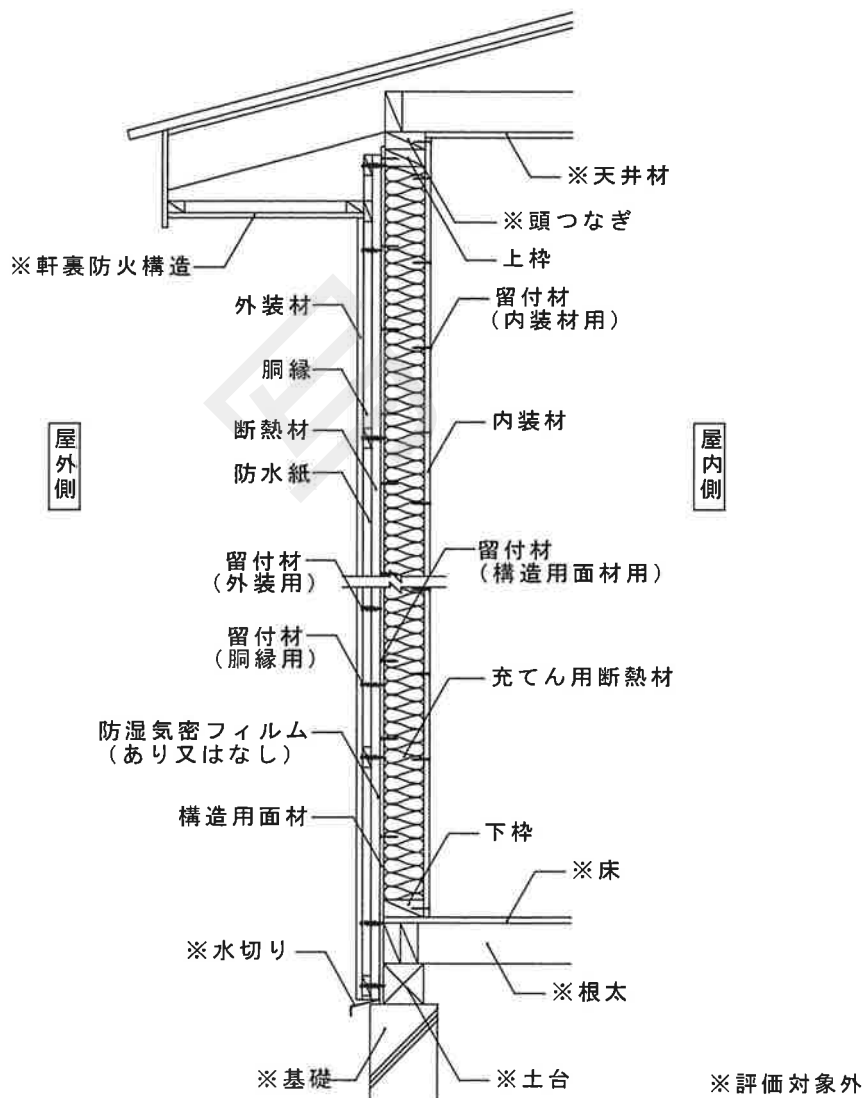 ※天井材
※頭つなぎ
上枠
※軒裏防火構造
留付材
(内装材用)
外装材
胴縁
断熱材
防水紙
内装材
屋外側
屋内側
留付材
(構造用面材用)
留付材
(外装用)
留付材
(胴縁用)
充てん用断熱材
防湿気密フィルム
(あり又はなし)
構造用面材
下枠
※床
※水切り
※根太
※基礎
※土台
※評価対象外
写